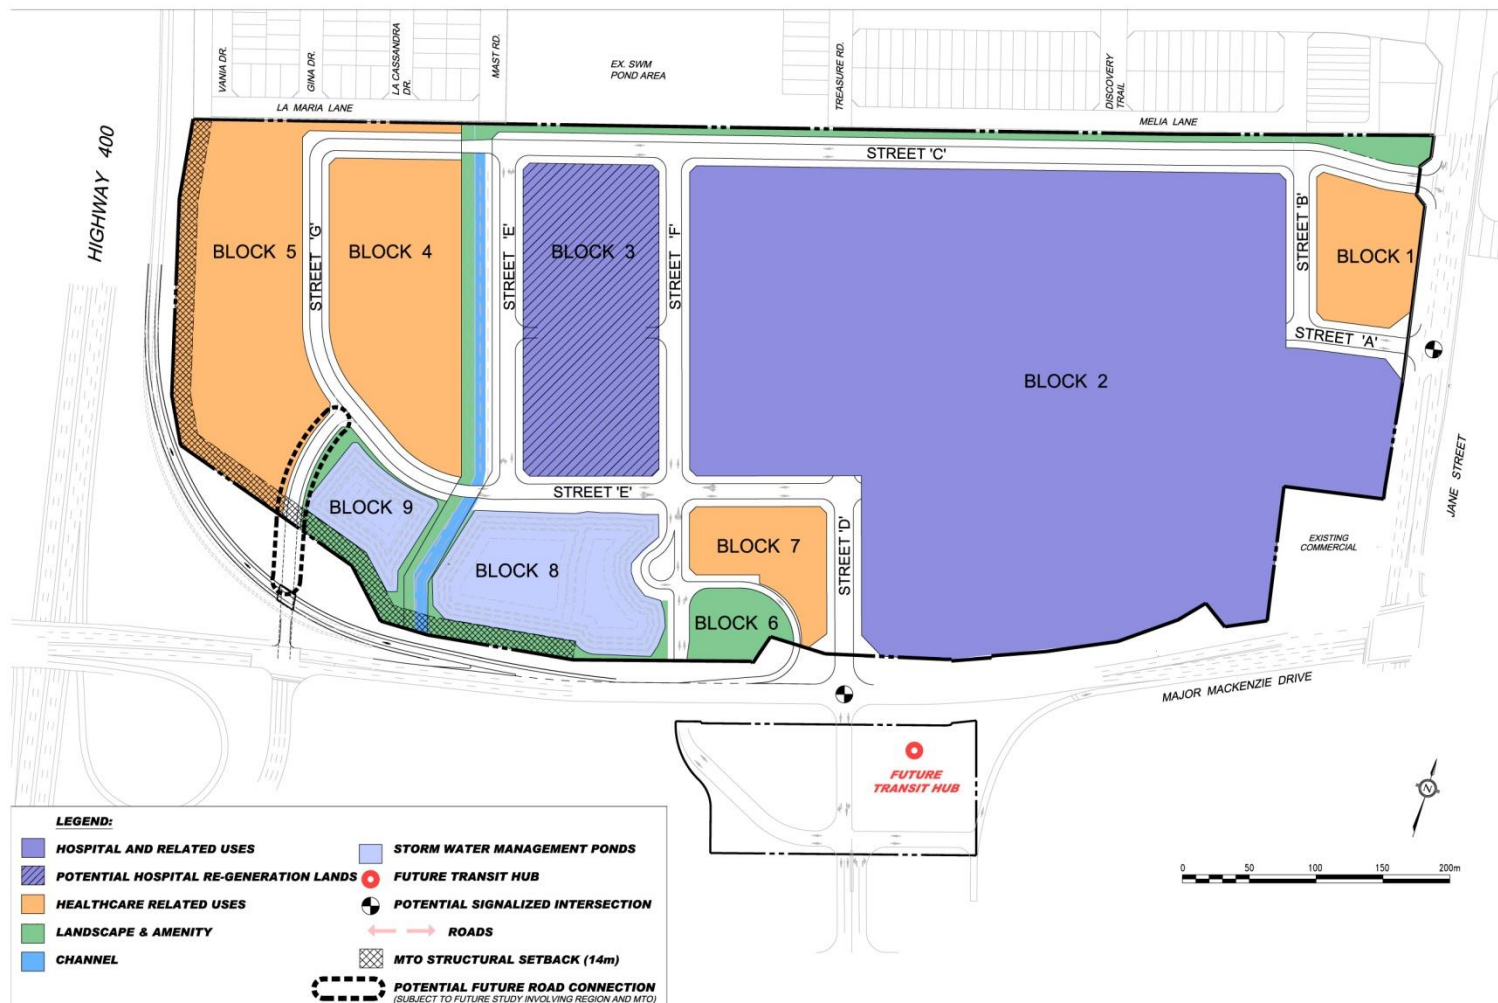 VANIA DR.
GINA DR.
LA CASSANDRA
DR.
MAST RD.
EX. SWM
POND AREA
TREASURE RD.
DISCOVERY
TRAIL
LA MARIA LANE
MELIA LANE
HIGHWAY 400
STREET 'C'
BLOCK 5
STREET 'G'
BLOCK 4
STREET 'E'
BLOCK 3
STREET 'F'
STREET 'B'
BLOCK 1
STREET 'A'
BLOCK 2
JANE STREET
STREET 'E'
BLOCK 9
BLOCK 8
BLOCK 7
STREET 'D'
BLOCK 6
EXISTING
COMMERCIAL
MAJOR MACKENZIE DRIVE
FUTURE
TRANSIT HUB
N
0 50 100 150 200m
LEGEND:
HOSPITAL AND RELATED USES
POTENTIAL HOSPITAL RE-GENERATION LANDS
HEALTHCARE RELATED USES
LANDSCAPE & AMENITY
CHANNEL
STORM WATER MANAGEMENT PONDS
FUTURE TRANSIT HUB
POTENTIAL SIGNALIZED INTERSECTION
ROADS
MTO STRUCTURAL SETBACK (14m)
POTENTIAL FUTURE ROAD CONNECTION
(SUBJECT TO FUTURE STUDY INVOLVING REGION AND MTO)